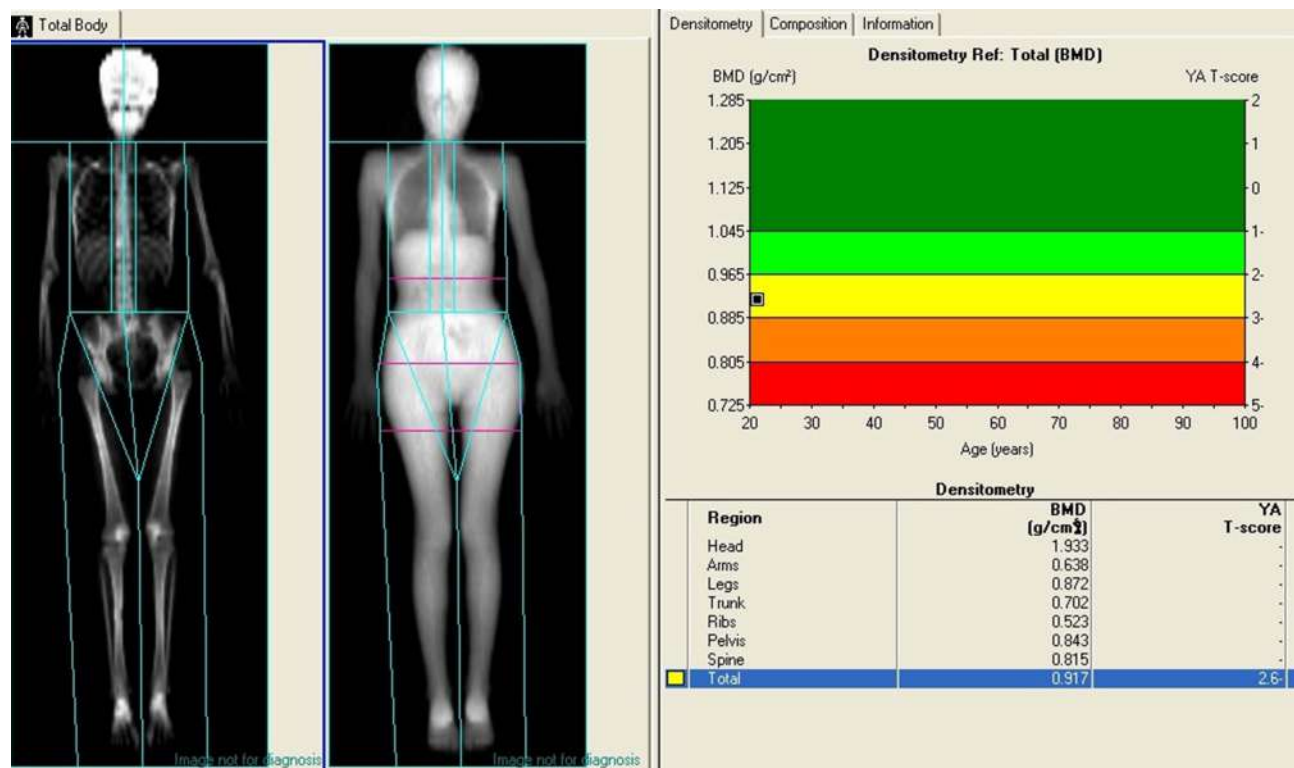 Total Body
Image not for diagnosis
Image not for diagnosis
Densitometry Composition Information
Densitometry Ref: Total (BMD)
BMD (g/cm²) YA T-score
1.285 2
1.205 1
1.125 0
1.045 1-
0.965 2-
0.885 3-
0.805 4-
0.725 5-
20 30 40 50 60 70 80 90 100
Age (years)
Densitometry
Region BMD (g/cm²) YA T-score
Head 1.933 -
Arms 0.638 -
Legs 0.872 -
Trunk 0.702 -
Ribs 0.523 -
Pelvis 0.843 -
Spine 0.815 -
Total 0.917 2.6-